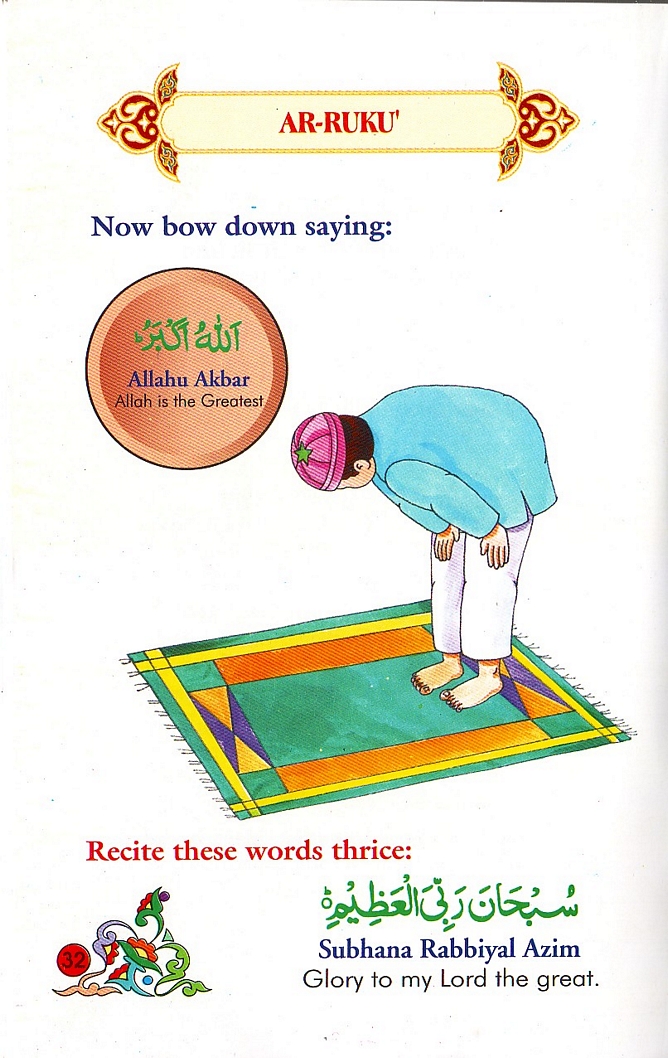 AR-RUKU'
Now bow down saying:
اَللهُ اَكْبَرُ ؕ
Allahu Akbar
Allah is the Greatest
Recite these words thrice:
سُبْحَانَ رَبِّىَ الْعَظِيْمِ ؕ
Subhana Rabbiyal Azim
Glory to my Lord the great.
32